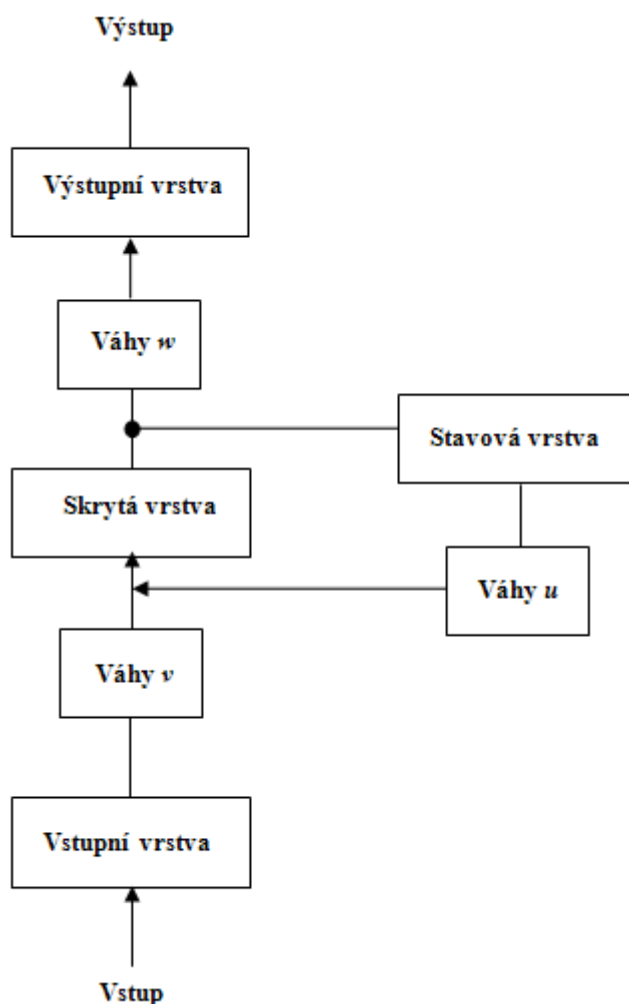 Výstup
Výstupní vrstva
Váhy w
Stavová vrstva
Skrytá vrstva
Váhy u
Váhy v
Vstupní vrstva
Vstup